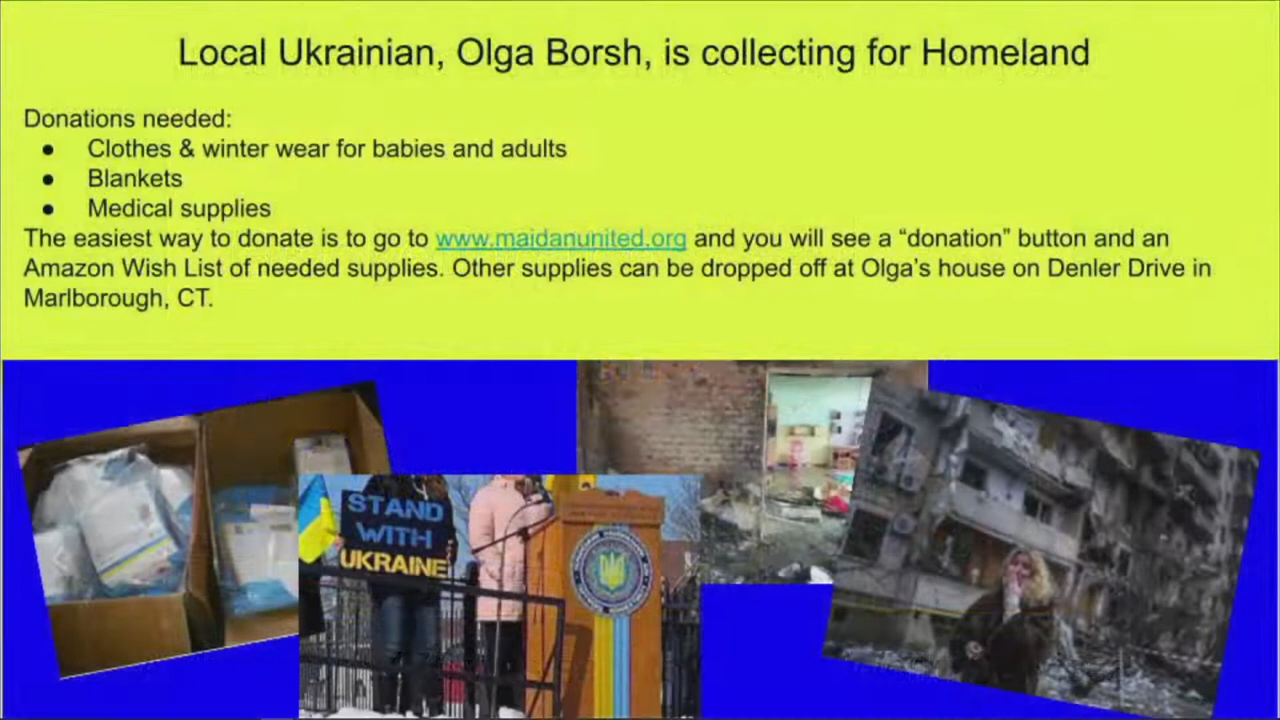 Local Ukrainian, Olga Borsh, is collecting for Homeland
Donations needed:
● Clothes & winter wear for babies and adults
● Blankets
● Medical supplies
The easiest way to donate is to go to www.maidanunited.org and you will see a “donation” button and an
Amazon Wish List of needed supplies. Other supplies can be dropped off at Olga’s house on Denler Drive in
Marlborough, CT.
STAND
WITH
UKRAINE